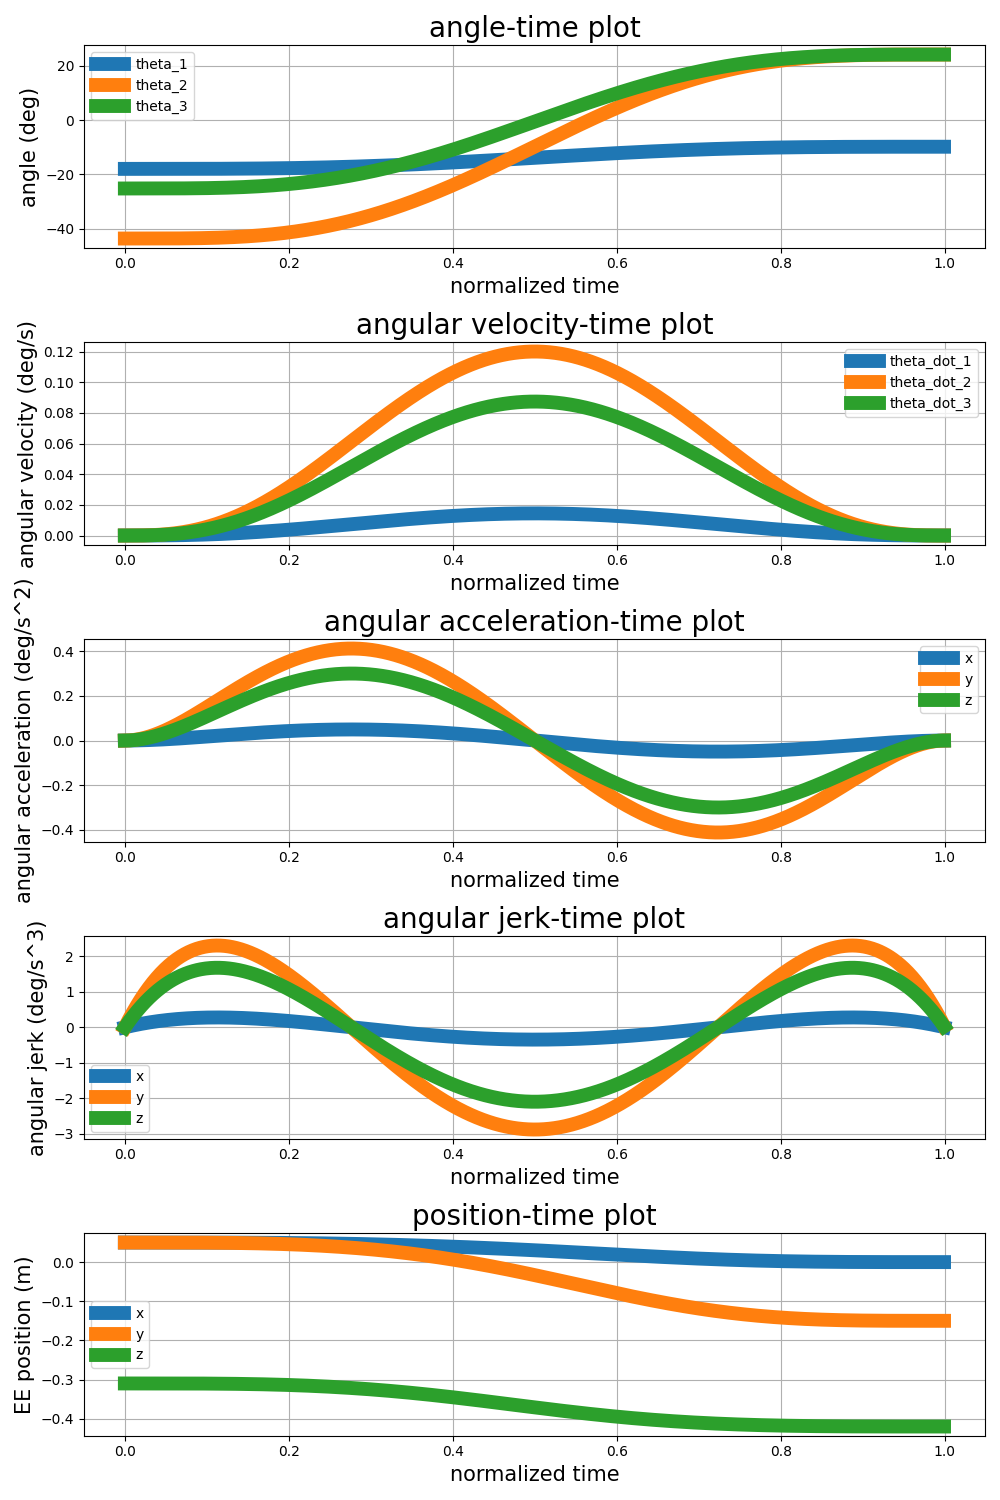 angle-time plot
angle (deg)
20
0
−20
−40
theta_1
theta_2
theta_3
0.0 0.2 0.4 0.6 0.8 1.0
normalized time
angular velocity-time plot
angular velocity (deg/s)
0.12
0.10
0.08
0.06
0.04
0.02
0.00
theta_dot_1
theta_dot_2
theta_dot_3
0.0 0.2 0.4 0.6 0.8 1.0
normalized time
angular acceleration-time plot
angular acceleration (deg/s^2)
0.4
0.2
0.0
−0.2
−0.4
x
y
z
0.0 0.2 0.4 0.6 0.8 1.0
normalized time
angular jerk-time plot
angular jerk (deg/s^3)
2
1
0
−1
−2
−3
x
y
z
0.0 0.2 0.4 0.6 0.8 1.0
normalized time
position-time plot
EE position (m)
0.0
−0.1
−0.2
−0.3
−0.4
x
y
z
0.0 0.2 0.4 0.6 0.8 1.0
normalized time